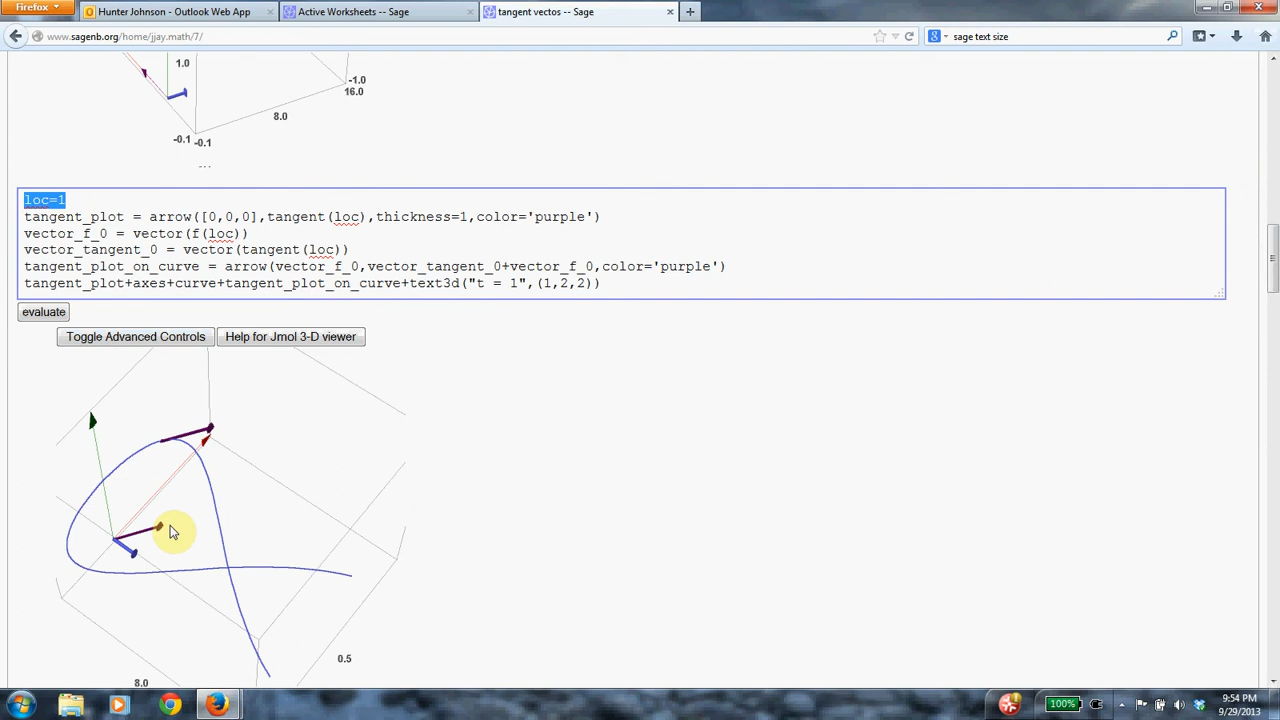 Firefox
Hunter Johnson - Outlook Web App
Active Worksheets -- Sage
tangent vectos -- Sage
www.sagenb.org/home/jjay.math/7/
sage text size
1.0
-1.0
16.0
8.0
-0.1
-0.1
...
loc=1
tangent_plot = arrow([0,0,0],tangent(loc),thickness=1,color='purple')
vector_f_0 = vector(f(loc))
vector_tangent_0 = vector(tangent(loc))
tangent_plot_on_curve = arrow(vector_f_0,vector_tangent_0+vector_f_0,color='purple')
tangent_plot+axes+curve+tangent_plot_on_curve+text3d("t = 1",(1,2,2))
evaluate
Toggle Advanced Controls
Help for Jmol 3-D viewer
0.5
8.0
100%
9:54 PM
9/29/2013